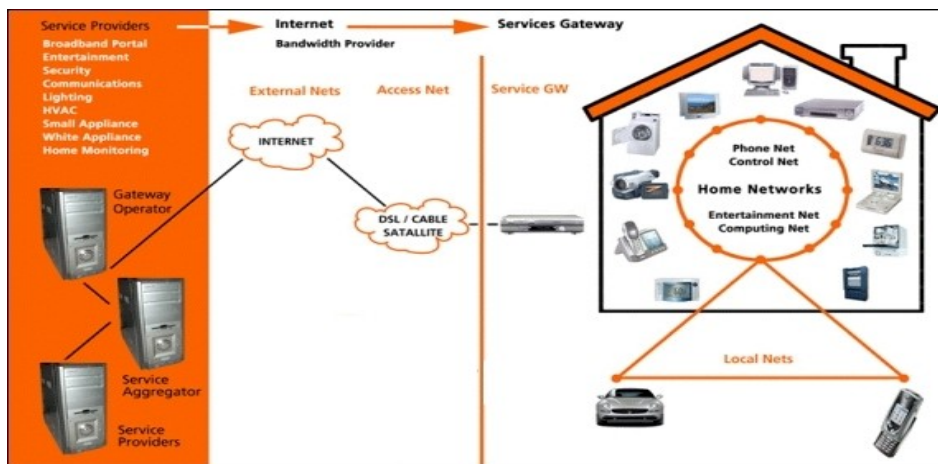 Service Providers
Broadband Portal
Entertainment
Security
Communications
Lighting
HVAC
Small Appliance
White Appliance
Home Monitoring
Gateway
Operator
Service
Aggregator
Service
Providers
Internet
Bandwidth Provider
Services Gateway
External Nets
Access Net
Service GW
INTERNET
DSL / CABLE
SATALLITE
Phone Net
Control Net
Home Networks
Entertainment Net
Computing Net
Local Nets